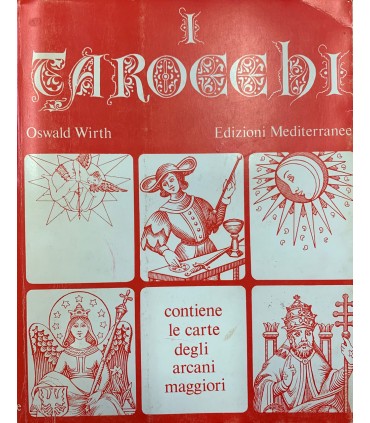 I
TAROCCHI
Oswald Wirth Edizioni Mediterranee
contiene
le carte
degli
arcani
maggiori